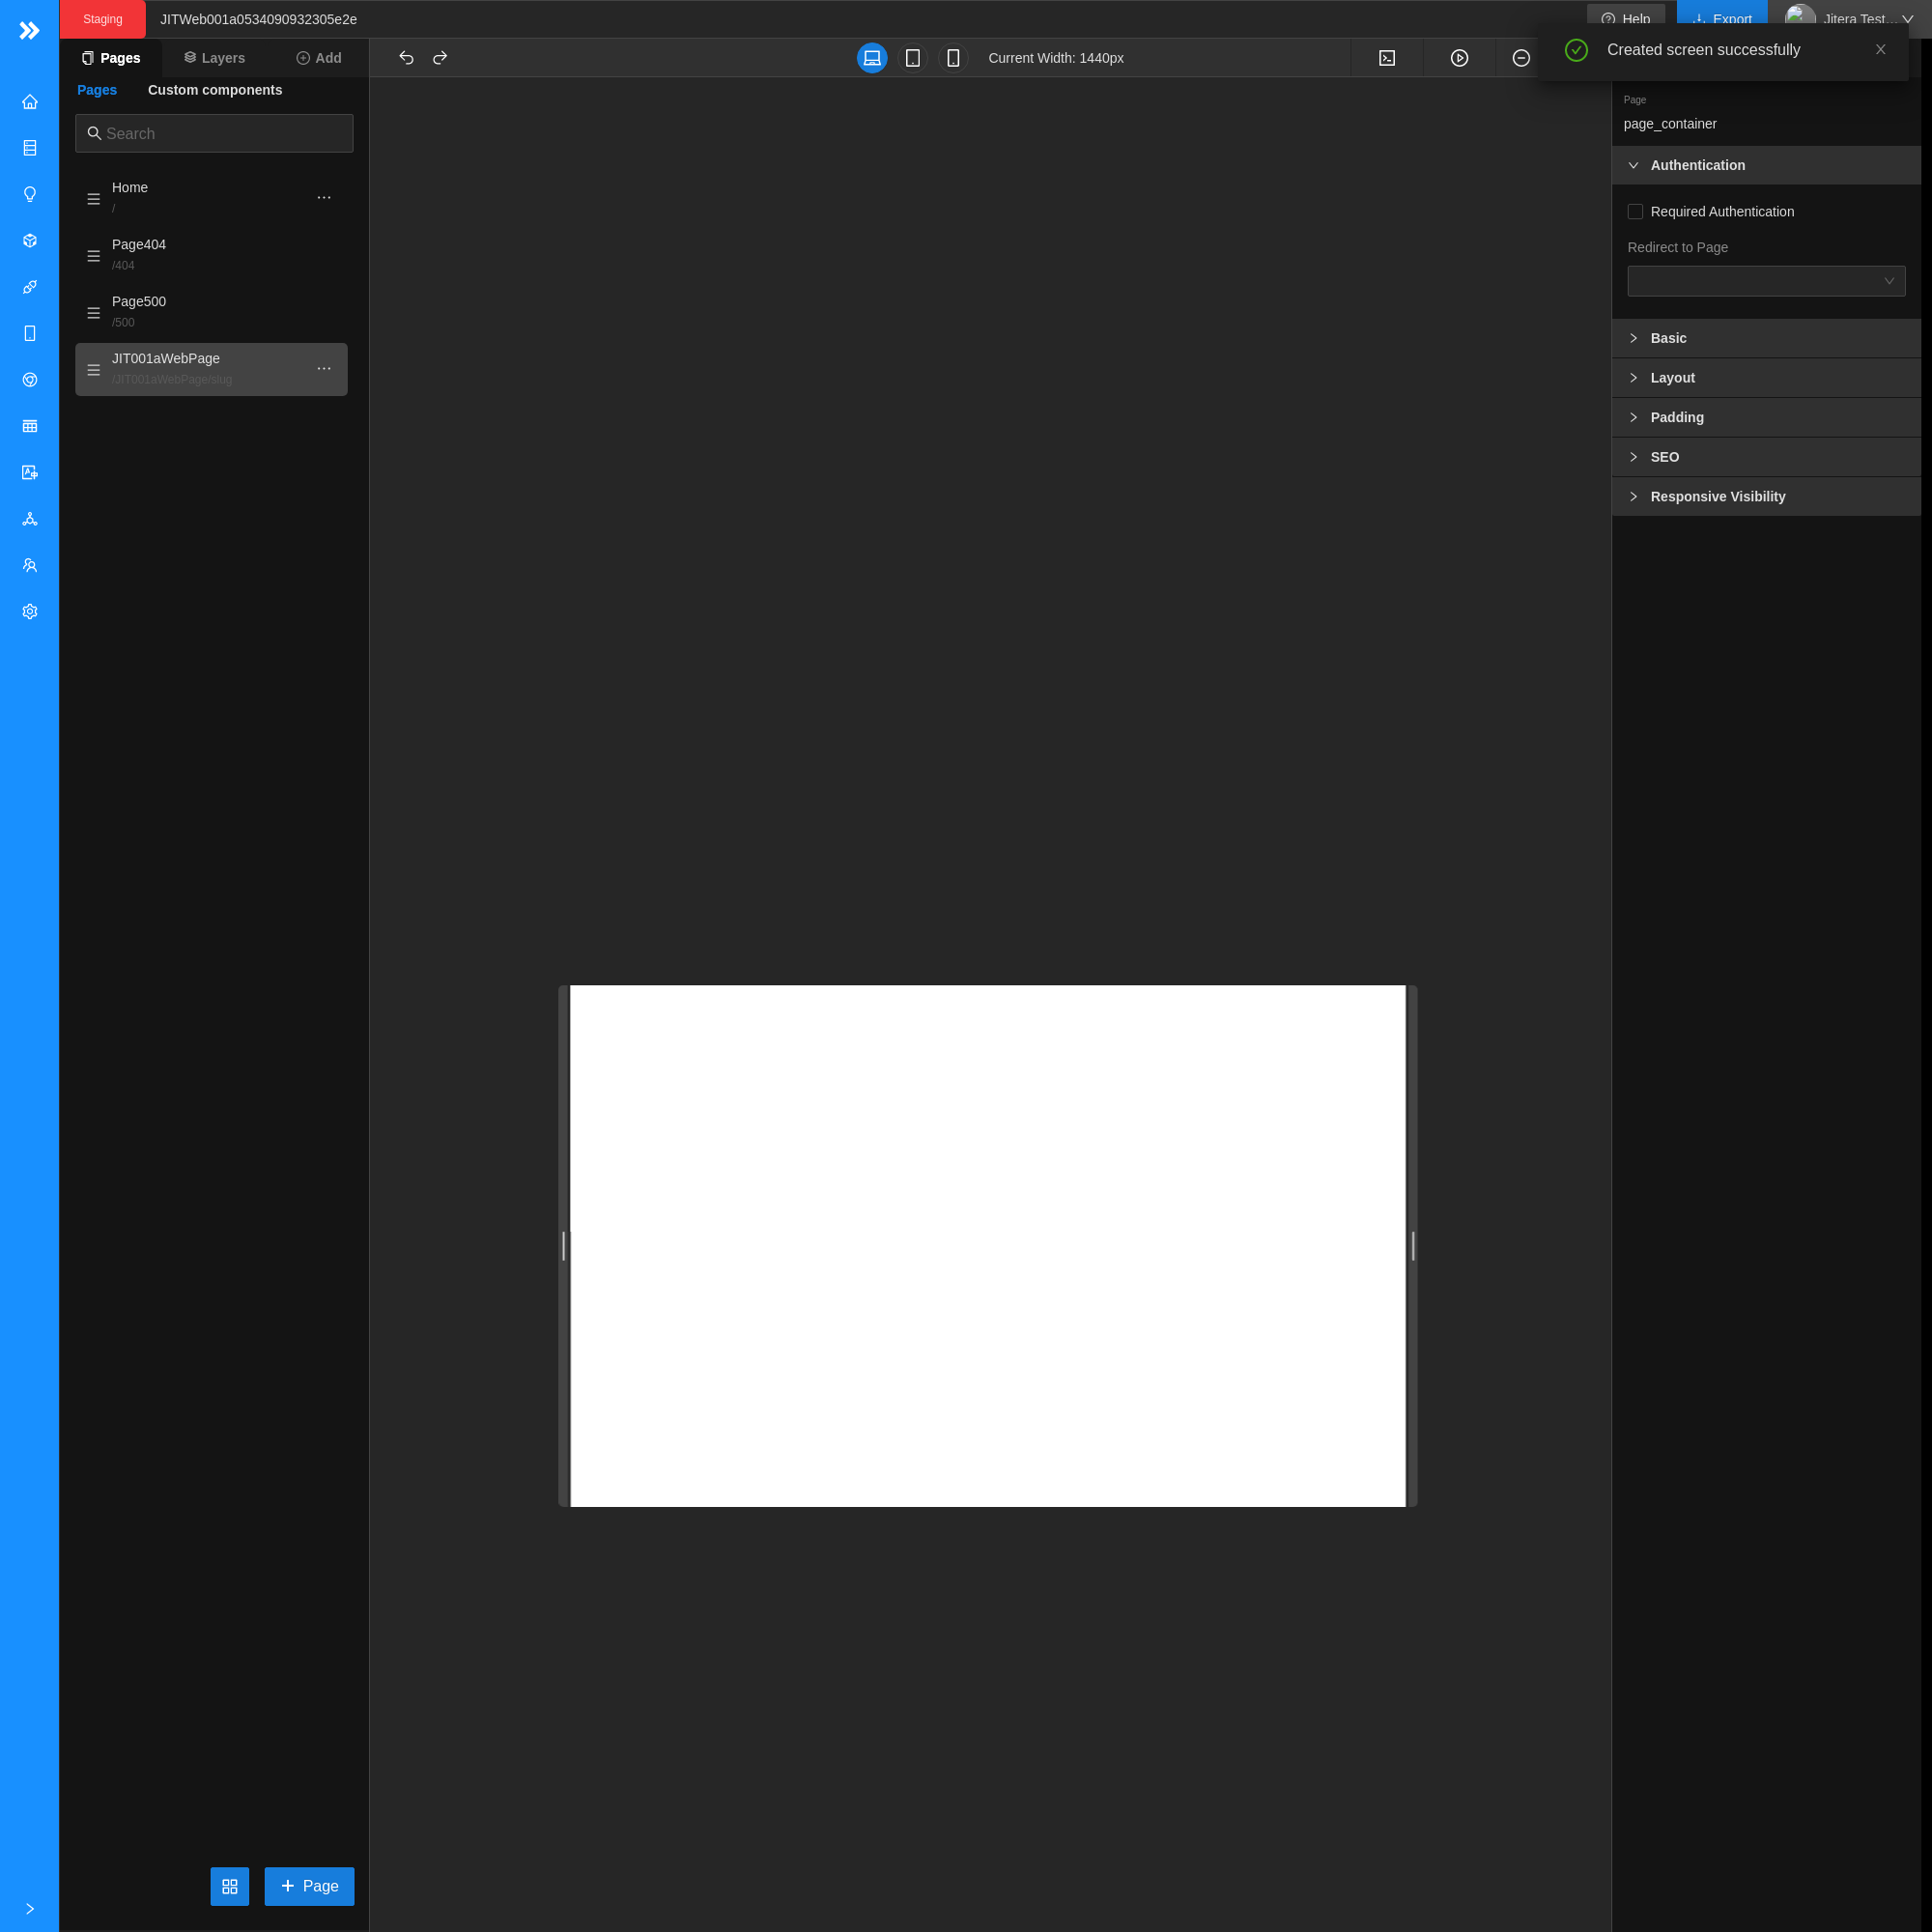 Staging
JITWeb001a0534090932305e2e
Help
Export
Jitera Test...
Pages
Layers
Add
Current Width: 1440px
Created screen successfully
Pages
Custom components
Search
Home
/
Page404
/404
Page500
/500
JIT001aWebPage
/JIT001aWebPage/slug
Page
page_container
Authentication
Required Authentication
Redirect to Page
Basic
Layout
Padding
SEO
Responsive Visibility
Page